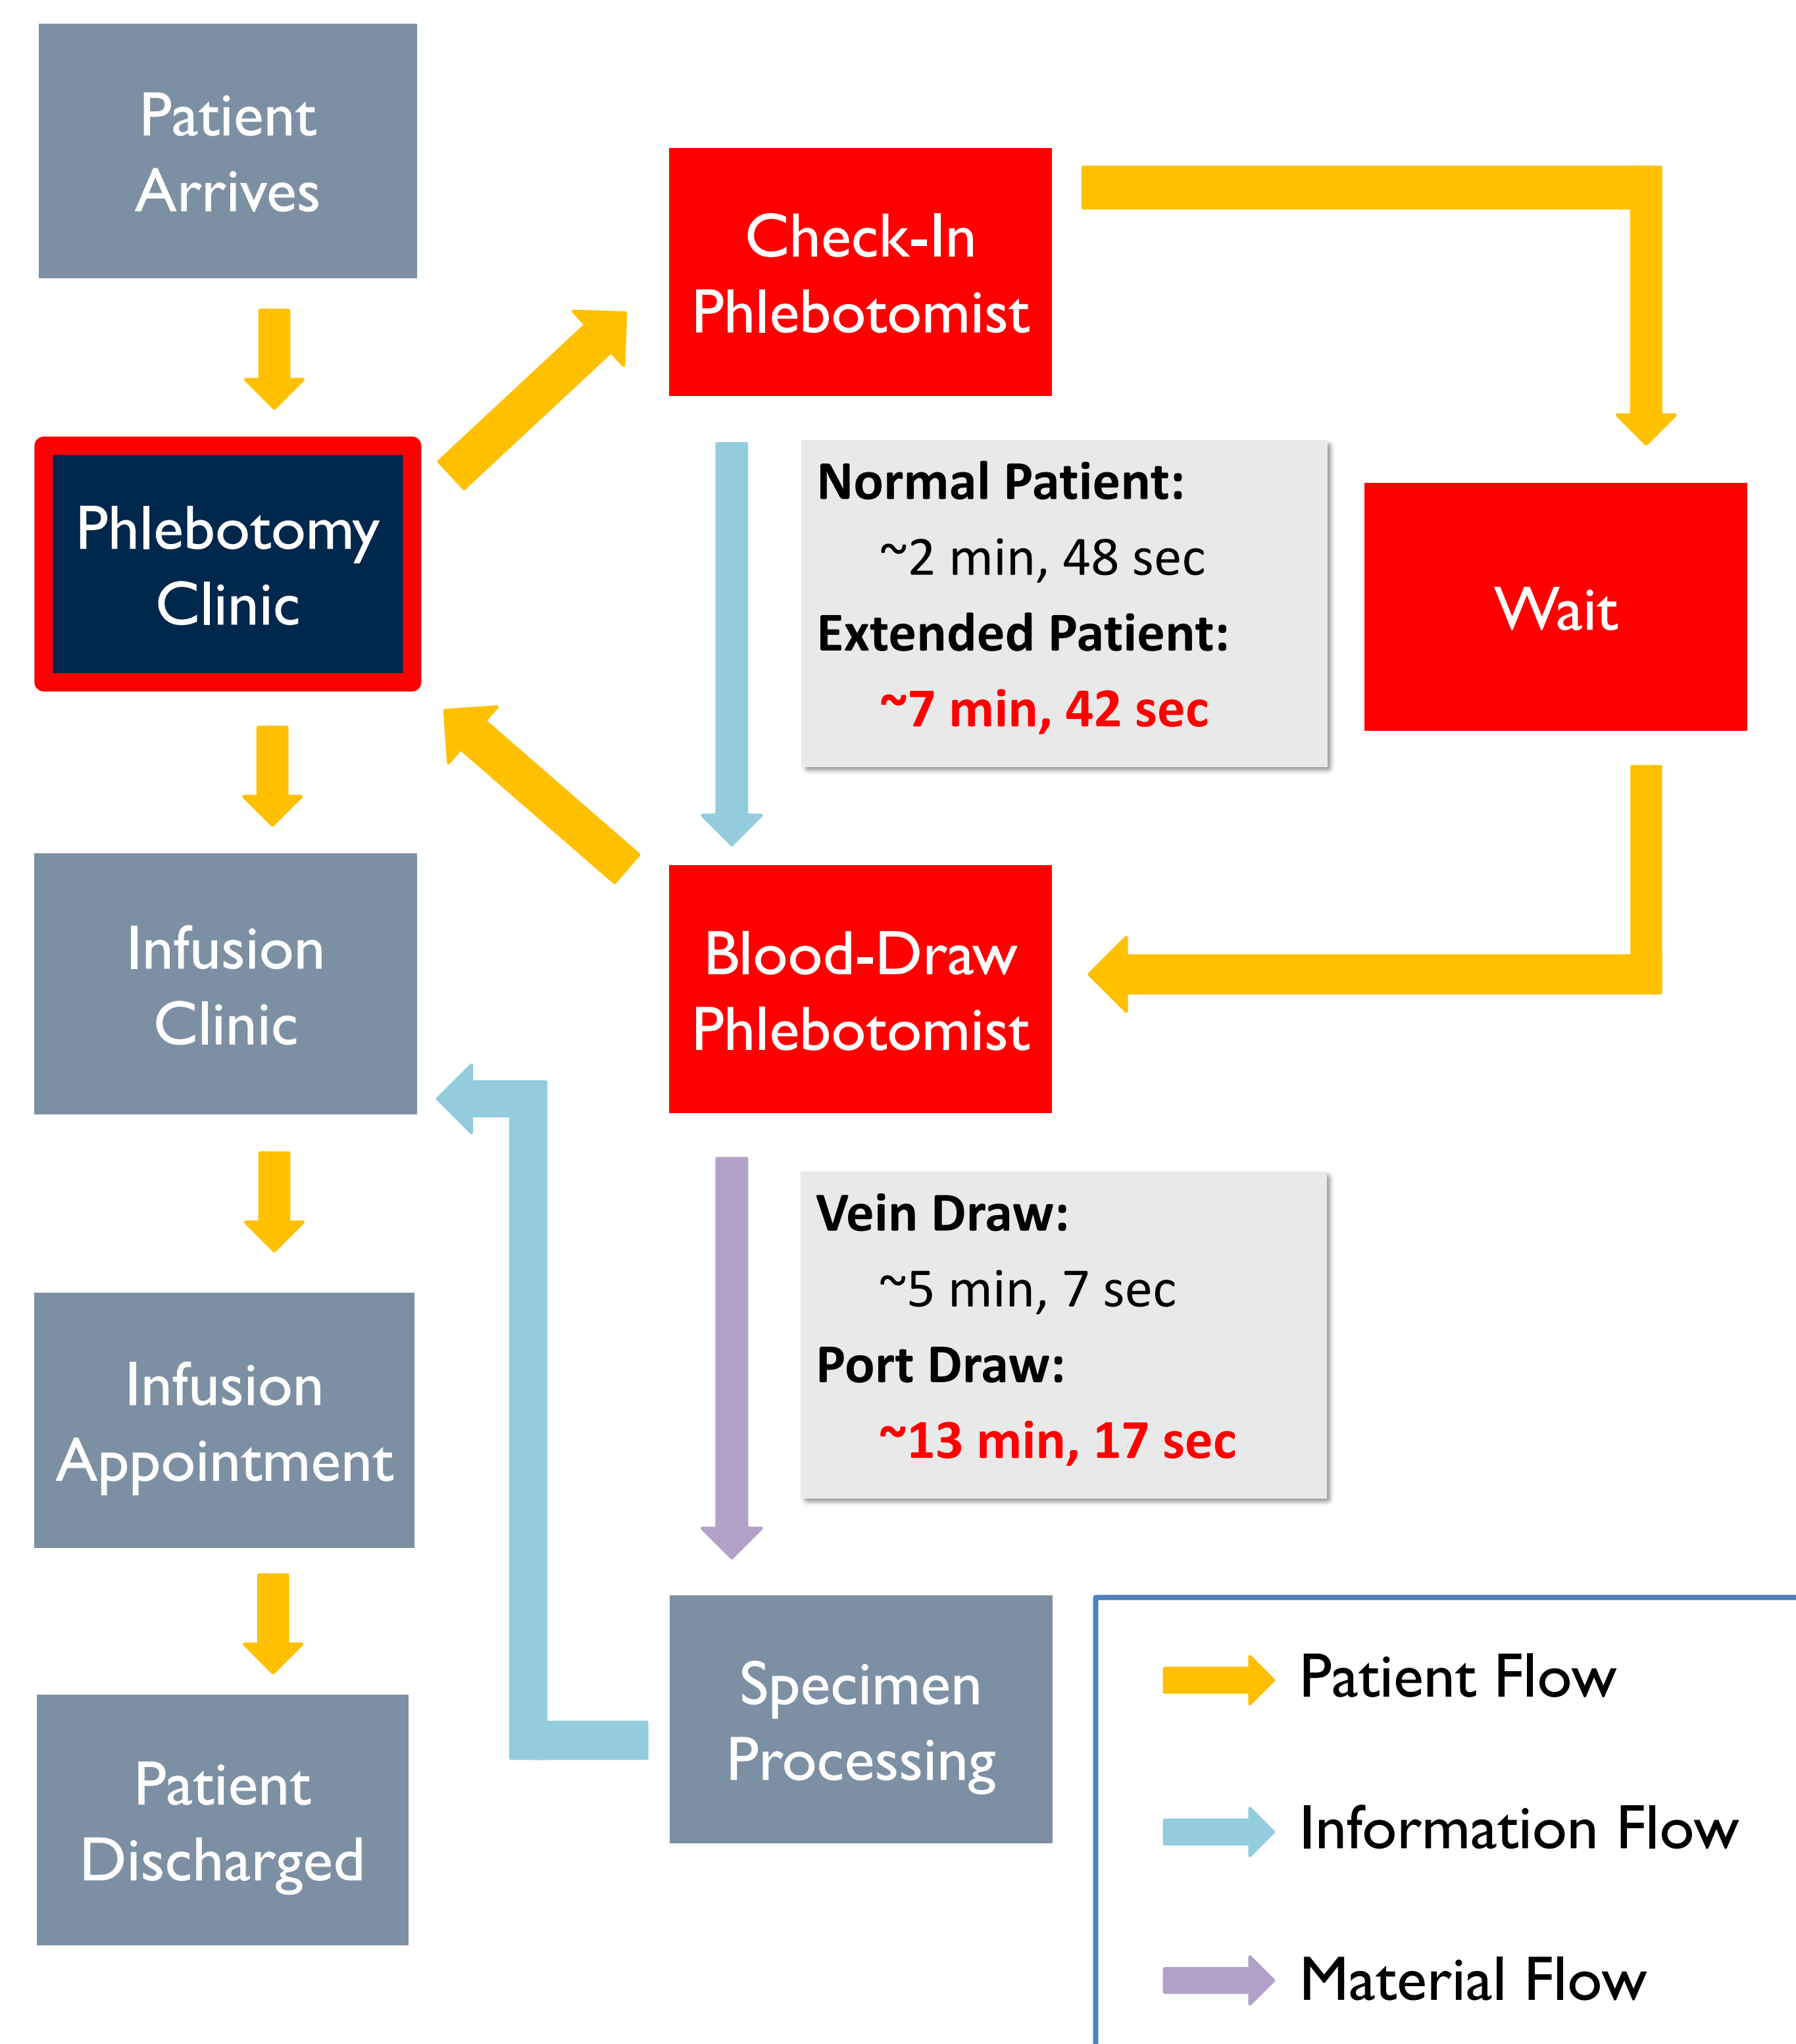 Patient
Arrives
Check-In
Phlebotomist
Phlebotomy
Clinic
Normal Patient:
~2 min, 48 sec
Extended Patient:
~7 min, 42 sec
Wait
Infusion
Clinic
Blood-Draw
Phlebotomist
Vein Draw:
~5 min, 7 sec
Port Draw:
~13 min, 17 sec
Infusion
Appointment
Specimen
Processing
Patient
Discharged
Patient Flow
Information Flow
Material Flow